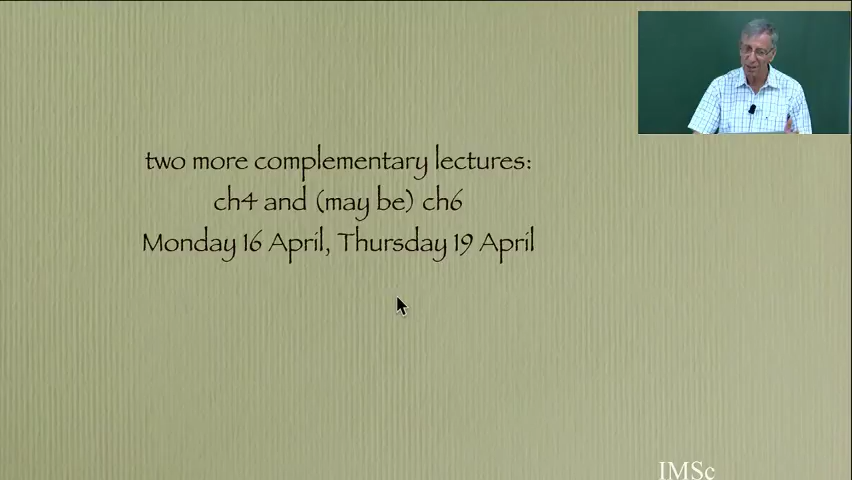 two more complementary lectures:
ch4 and (may be) ch6
Monday 16 April, Thursday 19 April
IMSc